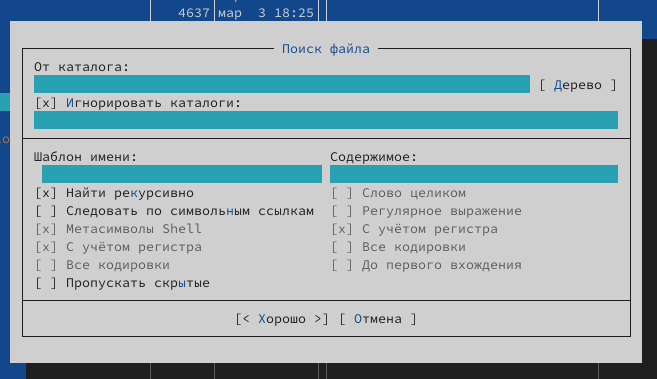 4637 мар  3 18:25
Поиск файла
От каталога:
[ Дерево ]
[x] Игнорировать каталоги:
Шаблон имени: Содержимое:
[x] Найти рекурсивно [ ] Слово целиком
[ ] Следовать по символьным ссылкам [ ] Регулярное выражение
[x] Метасимволы Shell [x] С учётом регистра
[x] С учётом регистра [ ] Все кодировки
[ ] Все кодировки [ ] До первого вхождения
[ ] Пропускать скрытые
[< Хорошо >] [ Отмена ]